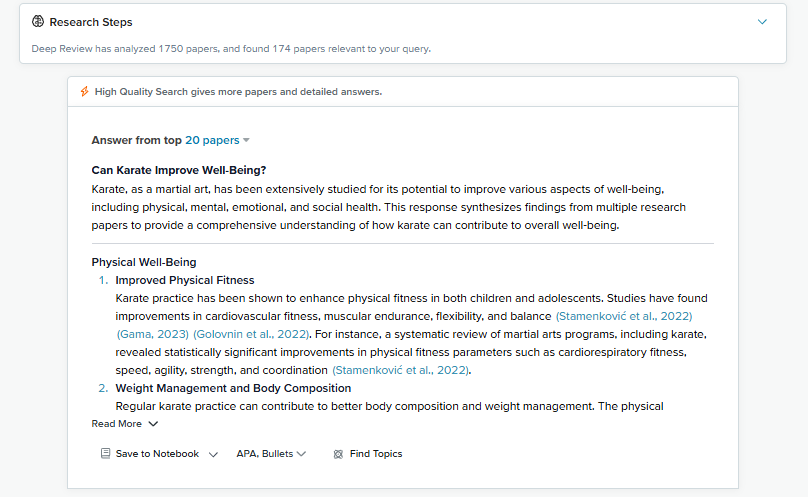 Research Steps
Deep Review has analyzed 1750 papers, and found 174 papers relevant to your query.
High Quality Search gives more papers and detailed answers.
Answer from top 20 papers
Can Karate Improve Well-Being?
Karate, as a martial art, has been extensively studied for its potential to improve various aspects of well-being,
including physical, mental, emotional, and social health. This response synthesizes findings from multiple research
papers to provide a comprehensive understanding of how karate can contribute to overall well-being.
Physical Well-Being
1. Improved Physical Fitness
Karate practice has been shown to enhance physical fitness in both children and adolescents. Studies have found
improvements in cardiovascular fitness, muscular endurance, flexibility, and balance (Stamenković et al., 2022)
(Gama, 2023) (Golovnin et al., 2022). For instance, a systematic review of martial arts programs, including karate,
revealed statistically significant improvements in physical fitness parameters such as cardiorespiratory fitness,
speed, agility, strength, and coordination (Stamenković et al., 2022).
2. Weight Management and Body Composition
Regular karate practice can contribute to better body composition and weight management. The physical
Read More
Save to Notebook APA, Bullets Find Topics